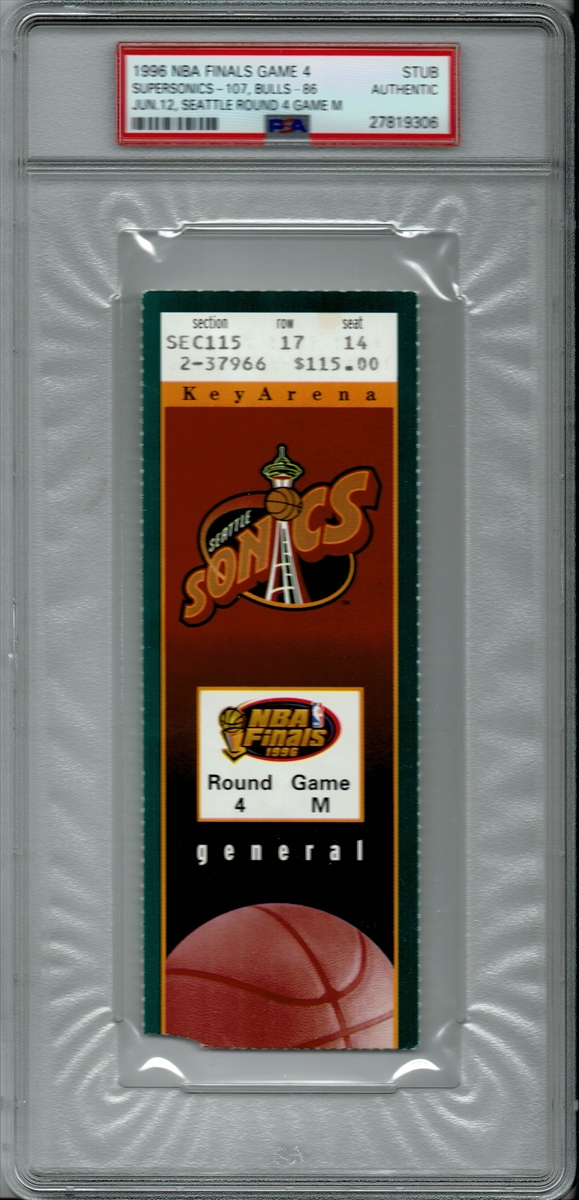 1996 NBA FINALS GAME 4 STUB
SUPERSONICS - 107, BULLS - 86 AUTHENTIC
JUN.12, SEATTLE ROUND 4 GAME M
PSA 27819306
section row seat
SEC115 17 14
2-37966 $115.00
KeyArena
SEATTLE
SONICS
TM
NBA
Finals
1996
Round Game
4 M
general